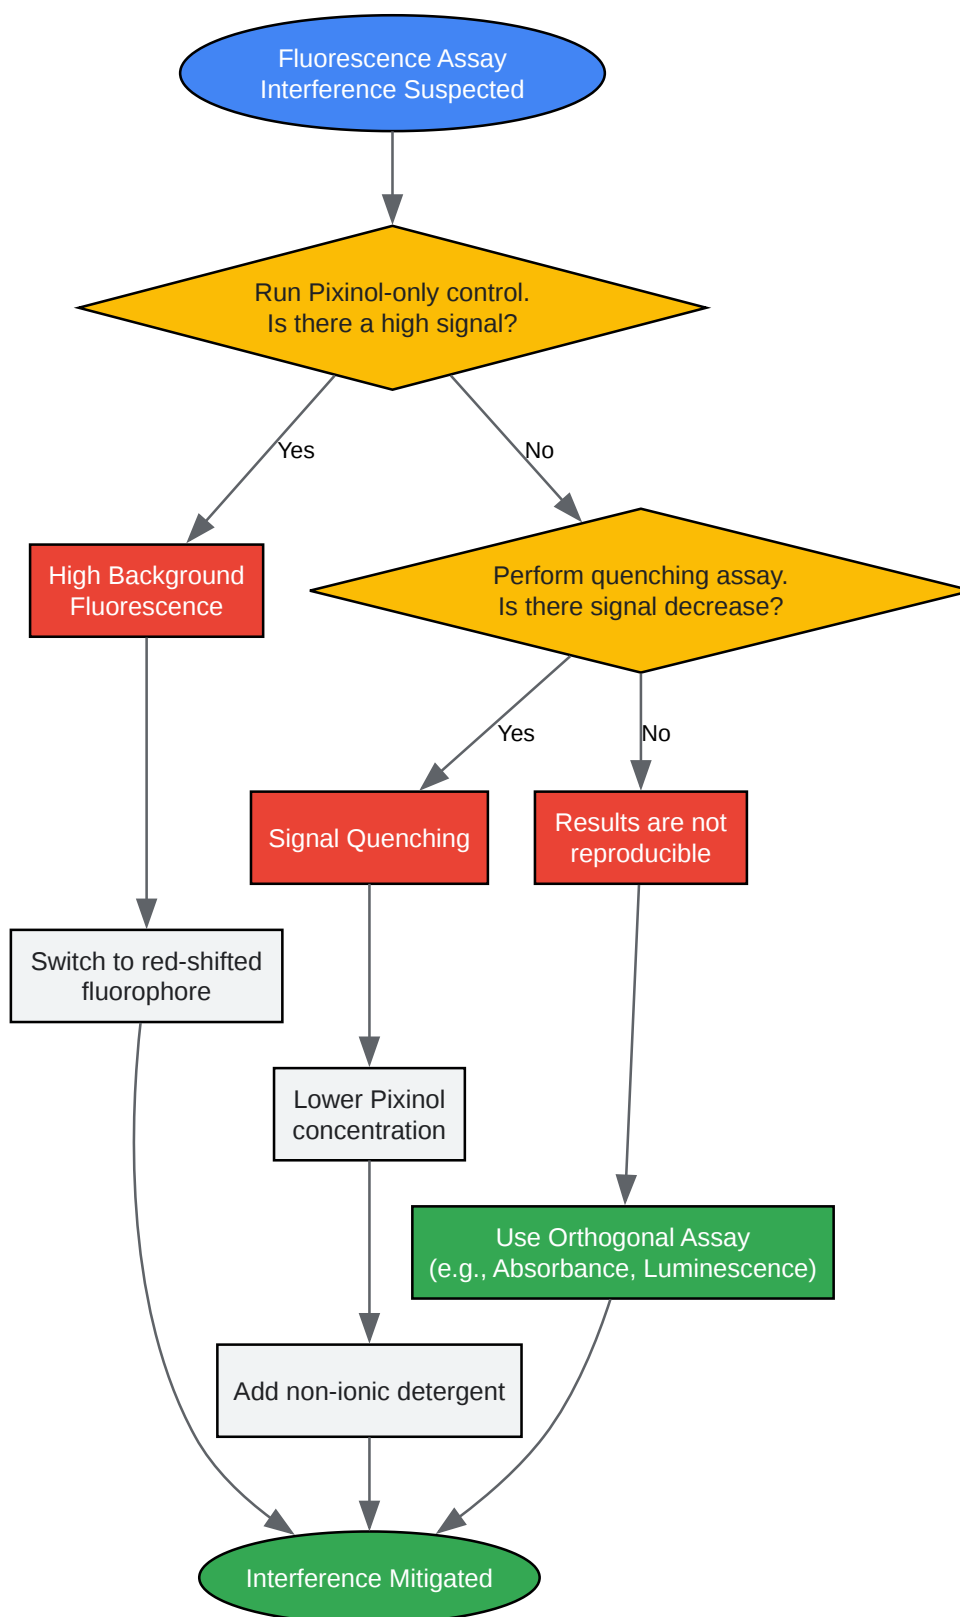 Fluorescence Assay
Interference Suspected
Run Pixinol-only control.
Is there a high signal?
Yes
No
High Background
Fluorescence
Perform quenching assay.
Is there signal decrease?
Yes
No
Signal Quenching
Results are not
reproducible
Switch to red-shifted
fluorophore
Lower Pixinol
concentration
Use Orthogonal Assay
(e.g., Absorbance, Luminescence)
Add non-ionic detergent
Interference Mitigated